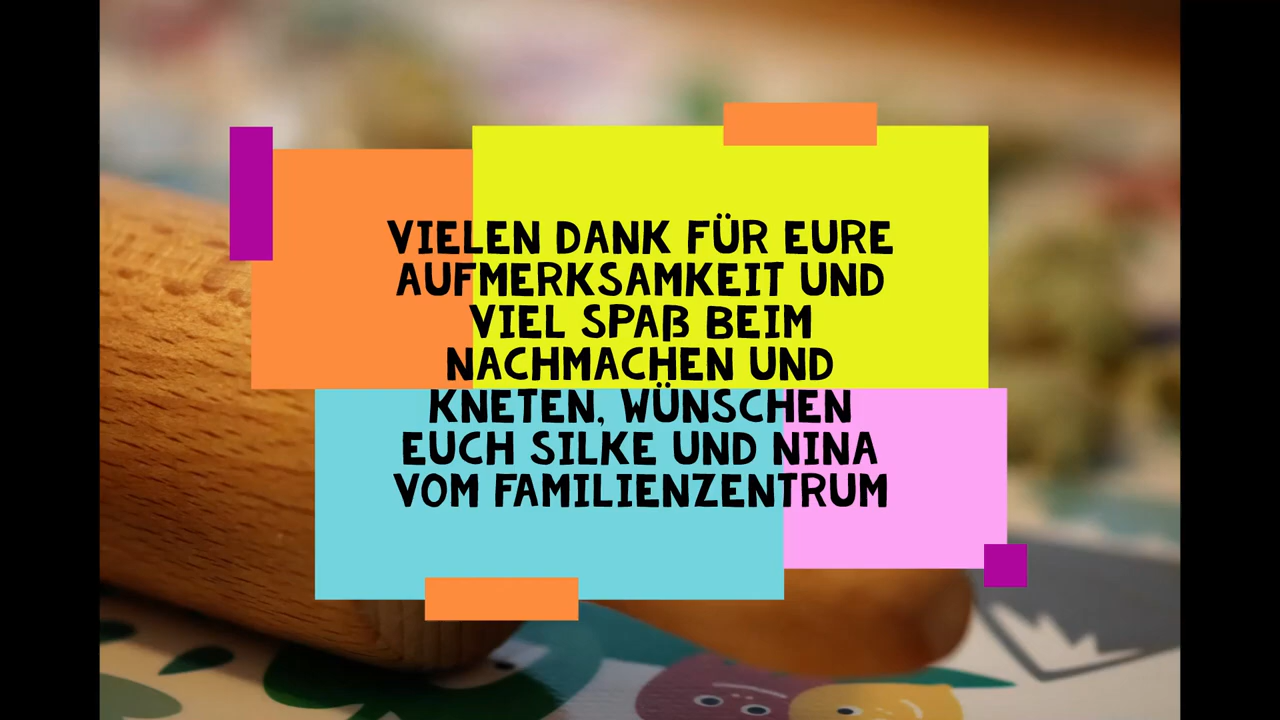 VIELEN DANK FÜR EURE
AUFMERKSAMKEIT UND
VIEL SPAß BEIM
NACHMACHEN UND
KNETEN, WÜNSCHEN
EUCH SILKE UND NINA
VOM FAMILIENZENTRUM